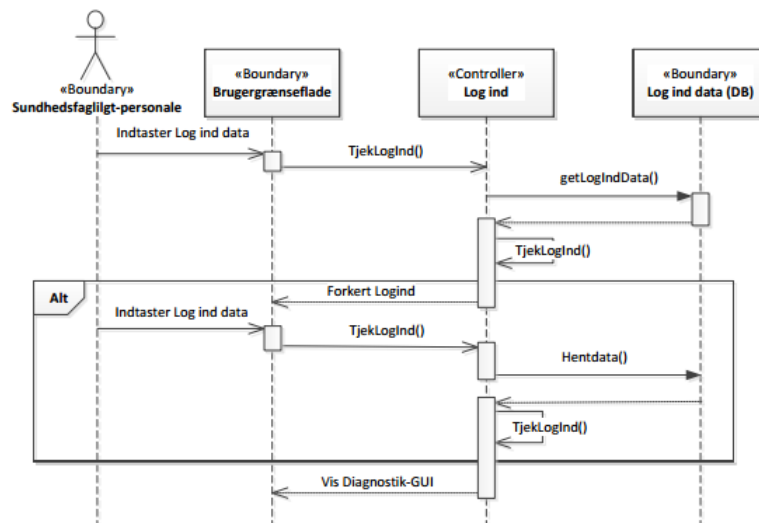 «Boundary»
Sundhedsfaglilgt-personale
«Boundary»
Brugergrænseflade
«Controller»
Log ind
«Boundary»
Log ind data (DB)
Indtaster Log ind data
TjekLogInd()
getLogIndData()
TjekLogInd()
Alt
Forkert Logind
Indtaster Log ind data
TjekLogInd()
Hentdata()
TjekLogInd()
Vis Diagnostik-GUI